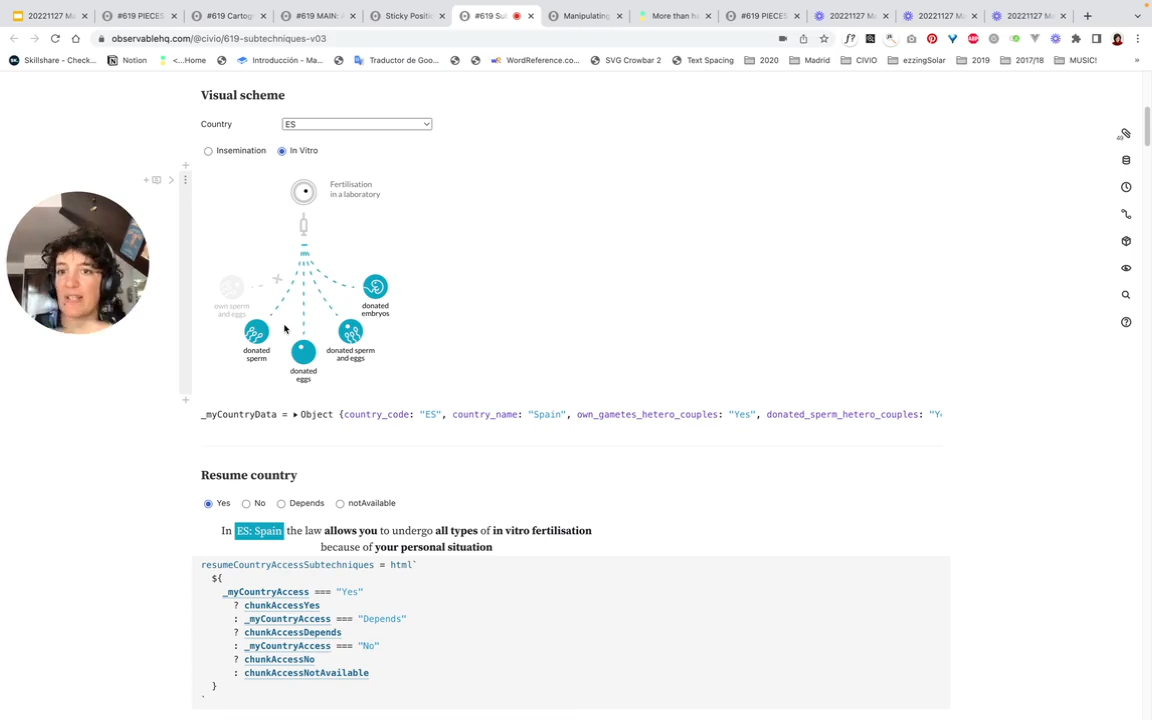 20221127 M
#619 PIECES
#619 Cartog
#619 MAIN:
Sticky Positi
#619 Su
Manipulating
More than ha
#619 PIECES
20221127 M
20221127 M
20221127 M
observablehq.com/@civio/619-subtechniques-v03
Skillshare - Check...
Notion
<...Home
Introducción - Ma...
Traductor de Goo...
WordReference.co...
SVG Crowbar 2
Text Spacing
2020
Madrid
CIVIO
ezzingSolar
2019
2017/18
MUSIC!
»
Visual scheme
Country
ES
Insemination
In Vitro
Fertilisation
in a laboratory
own sperm
and eggs
donated
embryos
donated
sperm
donated sperm
and eggs
donated
eggs
_myCountryData = ▸Object {country_code: "ES", country_name: "Spain", own_gametes_hetero_couples: "Yes", donated_sperm_hetero_couples: "Y
Resume country
Yes No Depends notAvailable
In ES: Spain the law allows you to undergo all types of in vitro fertilisation
because of your personal situation
resumeCountryAccessSubtechniques = html`
${
_myCountryAccess === "Yes"
? chunkAccessYes
: _myCountryAccess === "Depends"
? chunkAccessDepends
: _myCountryAccess === "No"
? chunkAccessNo
: chunkAccessNotAvailable
}
`